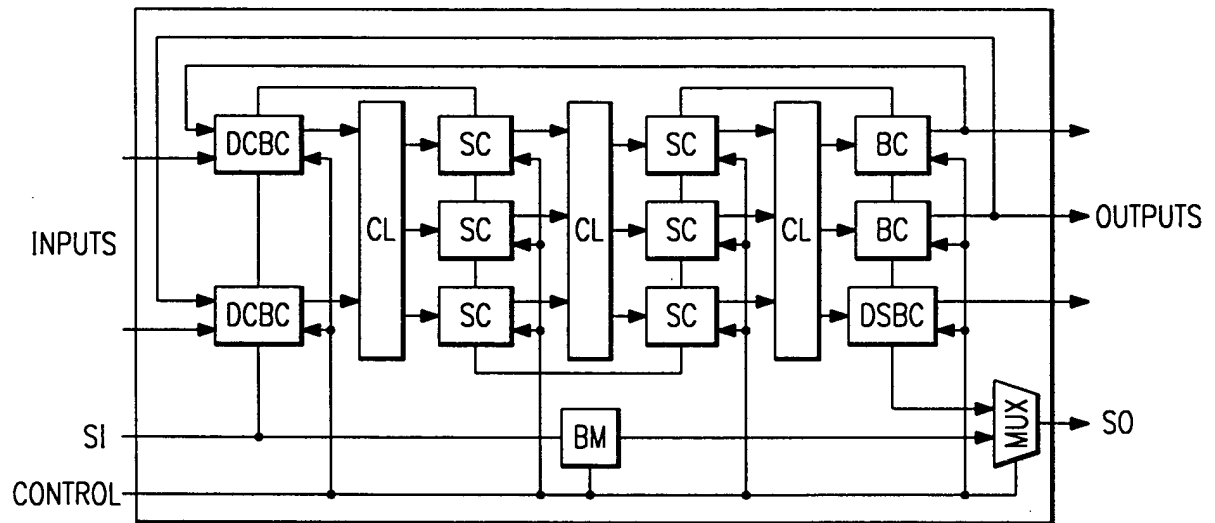 DCBC
SC
SC
BC
INPUTS
CL
SC
CL
SC
CL
BC
OUTPUTS
DCBC
SC
SC
DSBC
SI
BM
MUX
SO
CONTROL